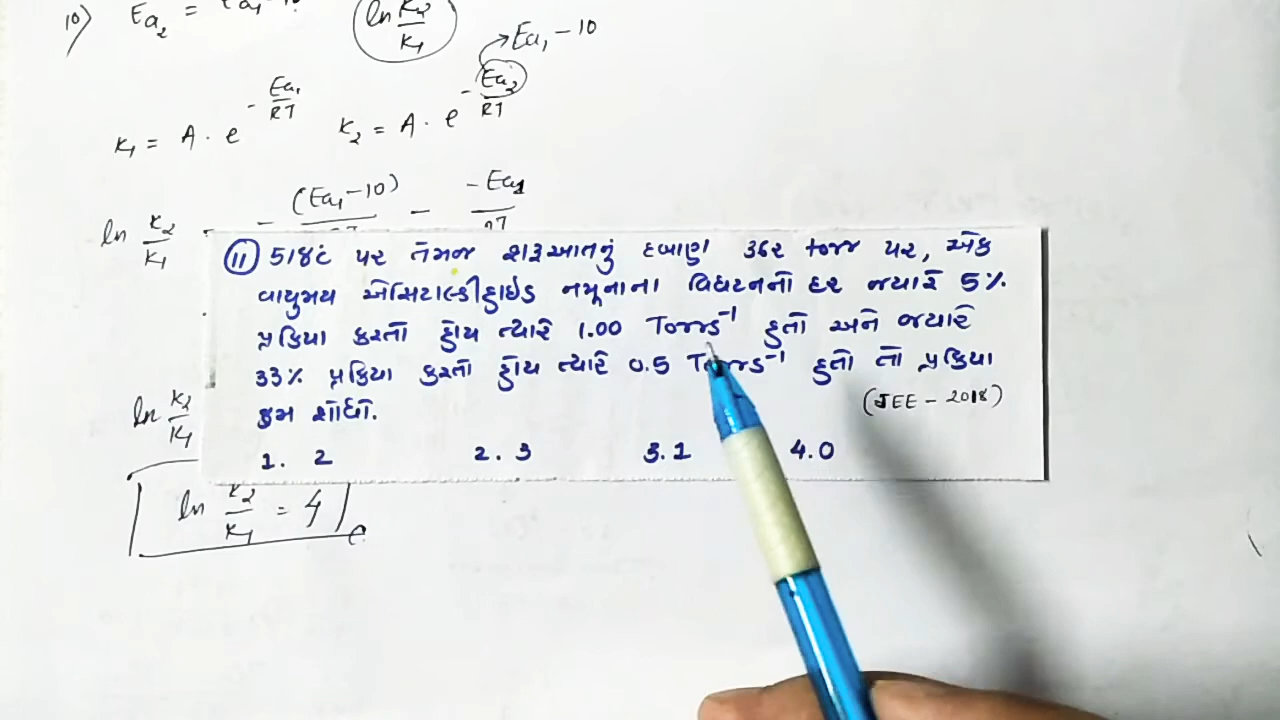 10) Ea₂ = Ea₁ - 10
ln K₂/K₁
→ Ea₁ - 10
K₁ = A · e^(-Ea₁/RT) K₂ = A · e^(-Ea₂/RT)
ln K₂/K₁ = - (Ea₁ - 10)/RT - -Ea₁/RT
(11) 518°C પર તેમજ શરૂઆતનું દબાણ ૩૬૨ torr પર, એક
વાયુમય એસિટાલ્ડીહાઇડ નમૂનાના વિઘટનનો દર જ્યારે 5%
પ્રક્રિયા કરતો હોય ત્યારે 1.00 Torrs⁻¹ હતો અને જ્યારે
33% પ્રક્રિયા કરતો હોય ત્યારે 0.5 Torrs⁻¹ હતો તો પ્રક્રિયા
ક્રમ શોધો.
(JEE - 2018)
1. 2 2. 3 3. 1 4. 0
ln K₂/K₁
ln K₂/K₁ = 4